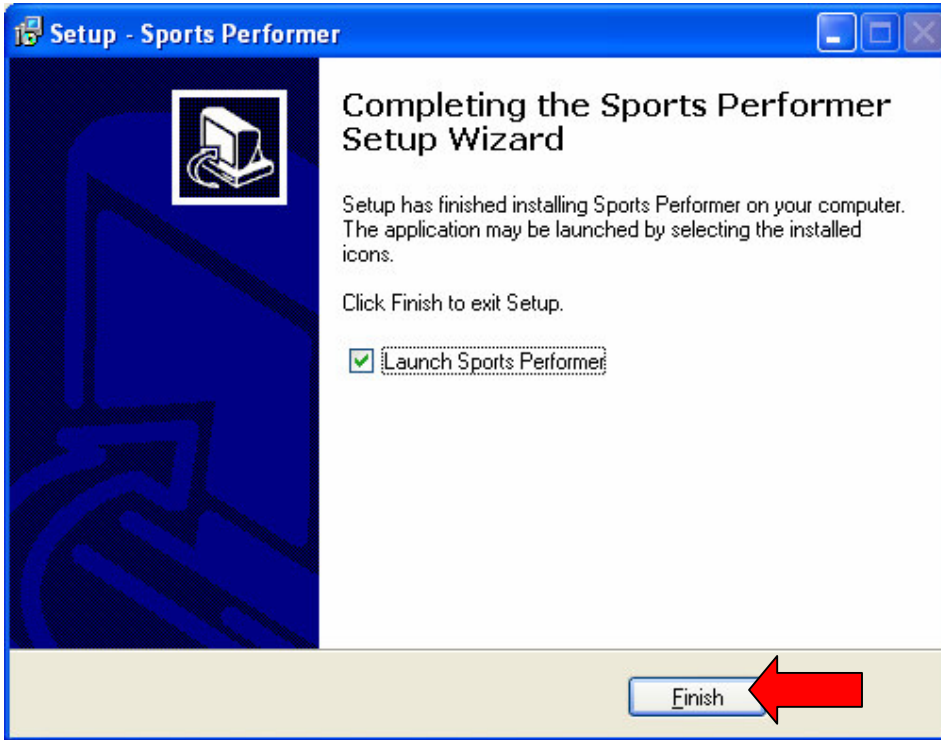 Setup - Sports Performer
Completing the Sports Performer
Setup Wizard
Setup has finished installing Sports Performer on your computer.
The application may be launched by selecting the installed
icons.
Click Finish to exit Setup.
Launch Sports Performer
Finish